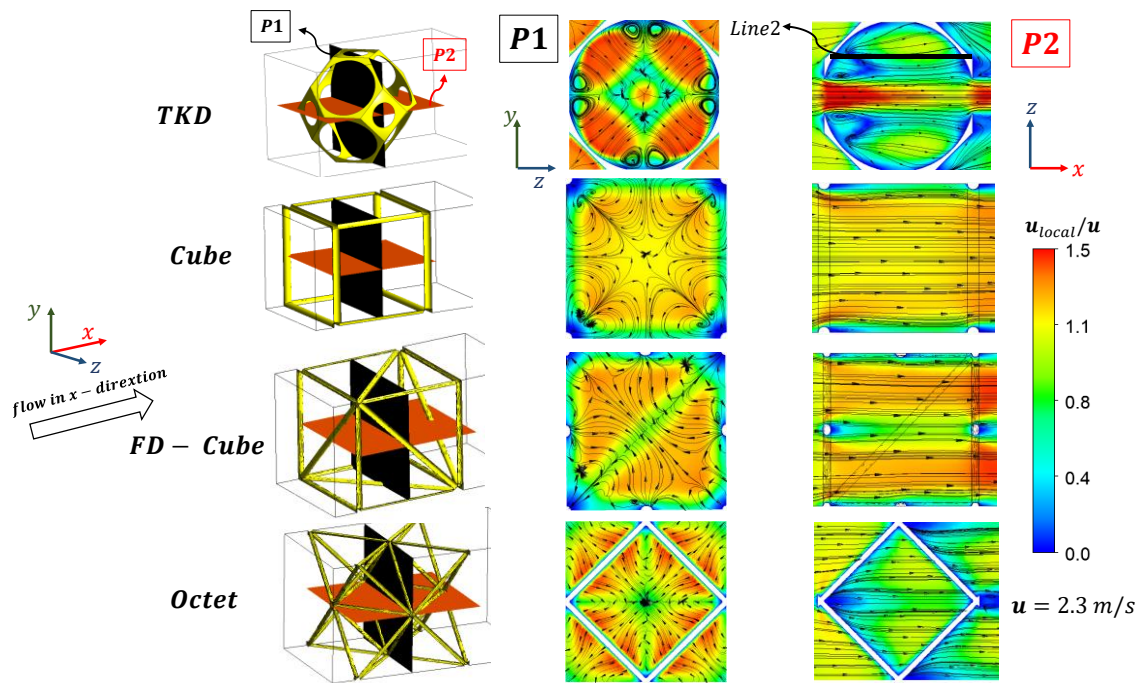 P1
P2
TKD
P1
y
z
Line2
P2
z
x
Cube
u_local/u
1.5
1.1
0.8
0.4
0.0
y
x
z
flow in x − dirextion
FD − Cube
Octet
u = 2.3 m/s